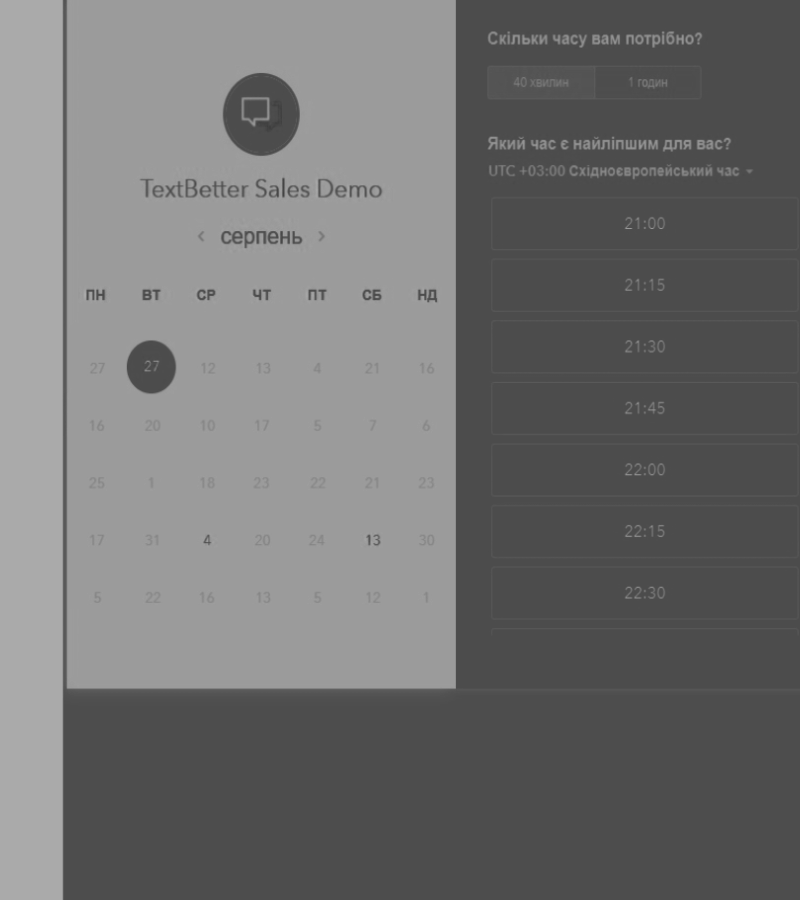 TextBetter Sales Demo
серпень
ПН ВТ СР ЧТ ПТ СБ НД
27 27 12 13 4 21 16
16 20 10 17 5 7 6
25 1 18 23 22 21 23
17 31 4 20 24 13 30
5 22 16 13 5 12 1
Скільки часу вам потрібно?
40 хвилин 1 годин
Який час є найліпшим для вас?
UTC +03:00 Східноєвропейський час
21:00
21:15
21:30
21:45
22:00
22:15
22:30